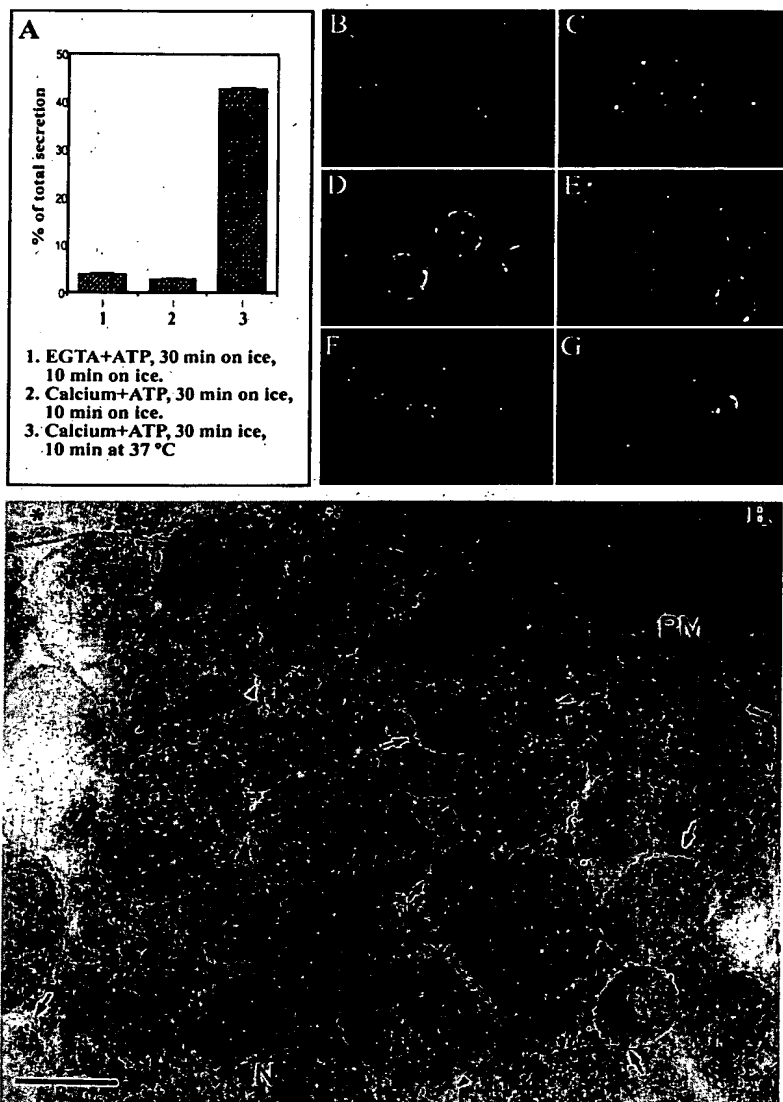 A
% of total secretion
50
40
30
20
10
0
1 2 3
1. EGTA+ATP, 30 min on ice,
10 min on ice.
2. Calcium+ATP, 30 min on ice,
10 min on ice.
3. Calcium+ATP, 30 min ice,
10 min at 37 °C
B
C
D
E
F
G
H
PM
N